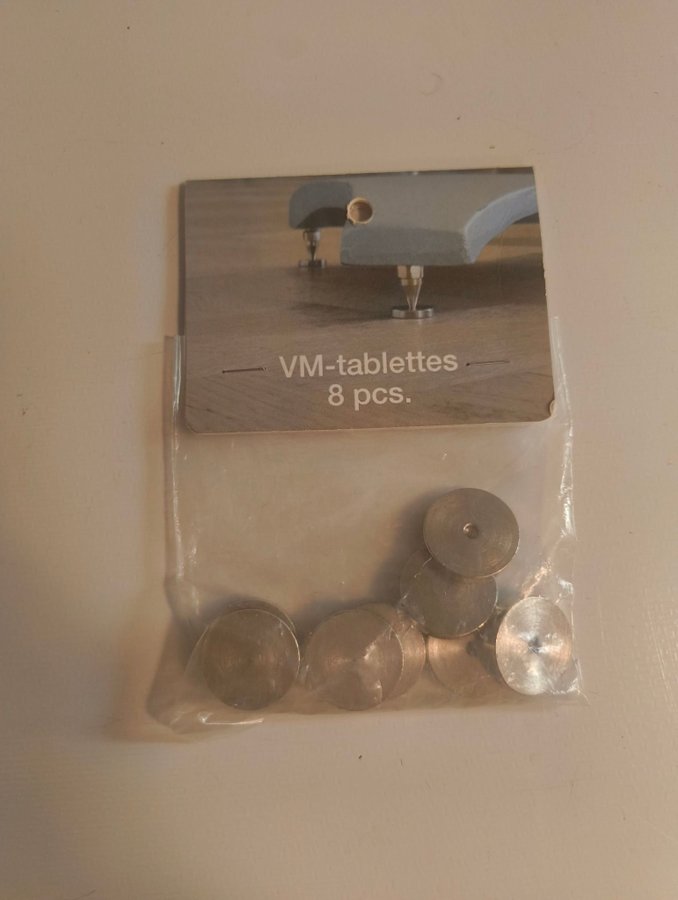 VM-tablettes
8 pcs.